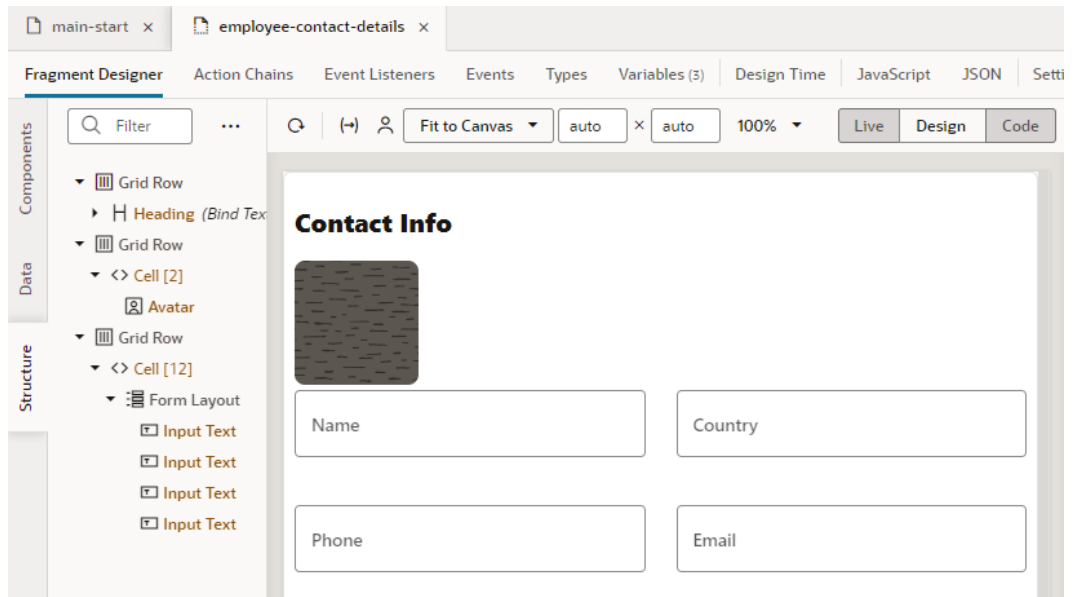 main-start ×
employee-contact-details ×
Fragment Designer Action Chains Event Listeners Events Types Variables (3) Design Time JavaScript JSON Setti
Components
Data
Structure
Filter ...
Fit to Canvas auto × auto 100% Live Design Code
Grid Row
Heading (Bind Tex
Grid Row
Cell [2]
Avatar
Grid Row
Cell [12]
Form Layout
Input Text
Input Text
Input Text
Input Text
Contact Info
Name Country
Phone Email